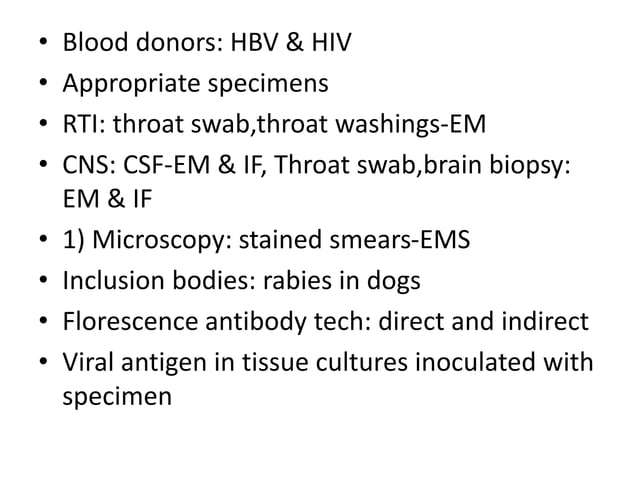 • Blood donors: HBV & HIV
• Appropriate specimens
• RTI: throat swab,throat washings-EM
• CNS: CSF-EM & IF, Throat swab,brain biopsy:
EM & IF
• 1) Microscopy: stained smears-EMS
• Inclusion bodies: rabies in dogs
• Florescence antibody tech: direct and indirect
• Viral antigen in tissue cultures inoculated with
specimen